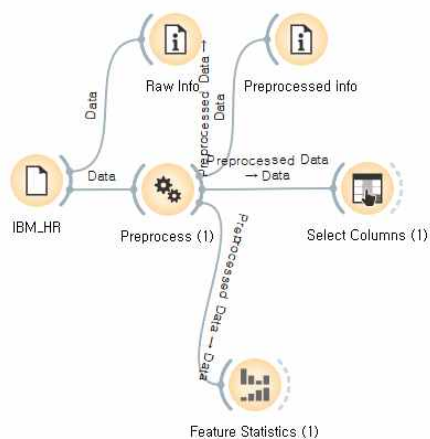 Raw Info
Preprocessed Info
Data
Preprocessed Data →
Data
Data
Preprocessed Data
→ Data
IBM_HR
Preprocess (1)
Select Columns (1)
Preprocessed Data → Data
Feature Statistics (1)